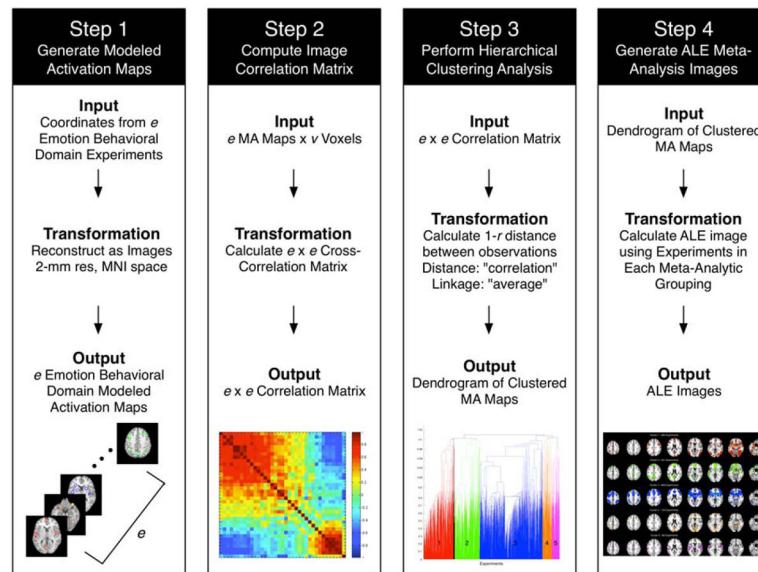 Step 1
Generate Modeled
Activation Maps
Input
Coordinates from e
Emotion Behavioral
Domain Experiments
Transformation
Reconstruct as Images
2-mm res, MNI space
Output
e Emotion Behavioral
Domain Modeled
Activation Maps
e
Step 2
Compute Image
Correlation Matrix
Input
e MA Maps x v Voxels
Transformation
Calculate e x e Cross-
Correlation Matrix
Output
e x e Correlation Matrix
Step 3
Perform Hierarchical
Clustering Analysis
Input
e x e Correlation Matrix
Transformation
Calculate 1-r distance
between observations
Distance: "correlation"
Linkage: "average"
Output
Dendrogram of Clustered
MA Maps
1 2 3 4 5
Experiments
Step 4
Generate ALE Meta-
Analysis Images
Input
Dendrogram of Clustered
MA Maps
Transformation
Calculate ALE image
using Experiments in
Each Meta-Analytic
Grouping
Output
ALE Images